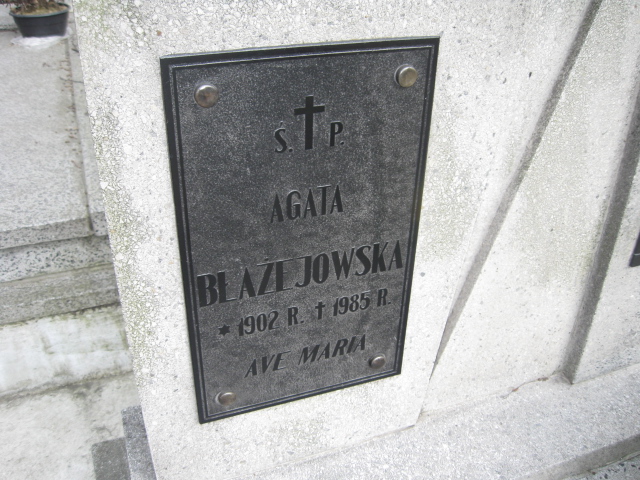 Ś. P.
AGATA
BŁAŻEJOWSKA
* 1902 R. † 1985 R.
AVE MARIA